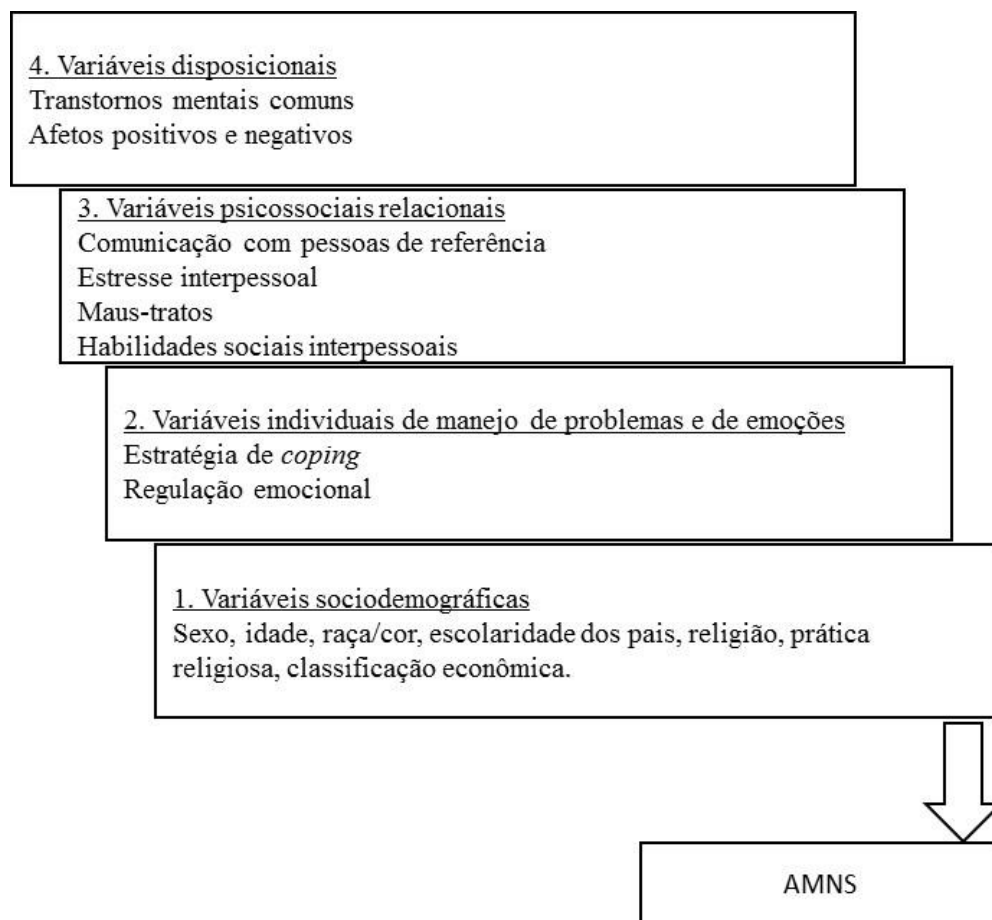 4. Variáveis disposicionais
Transtornos mentais comuns
Afetos positivos e negativos
3. Variáveis psicossociais relacionais
Comunicação com pessoas de referência
Estresse interpessoal
Maus-tratos
Habilidades sociais interpessoais
2. Variáveis individuais de manejo de problemas e de emoções
Estratégia de coping
Regulação emocional
1. Variáveis sociodemográficas
Sexo, idade, raça/cor, escolaridade dos pais, religião, prática
religiosa, classificação econômica.
AMNS